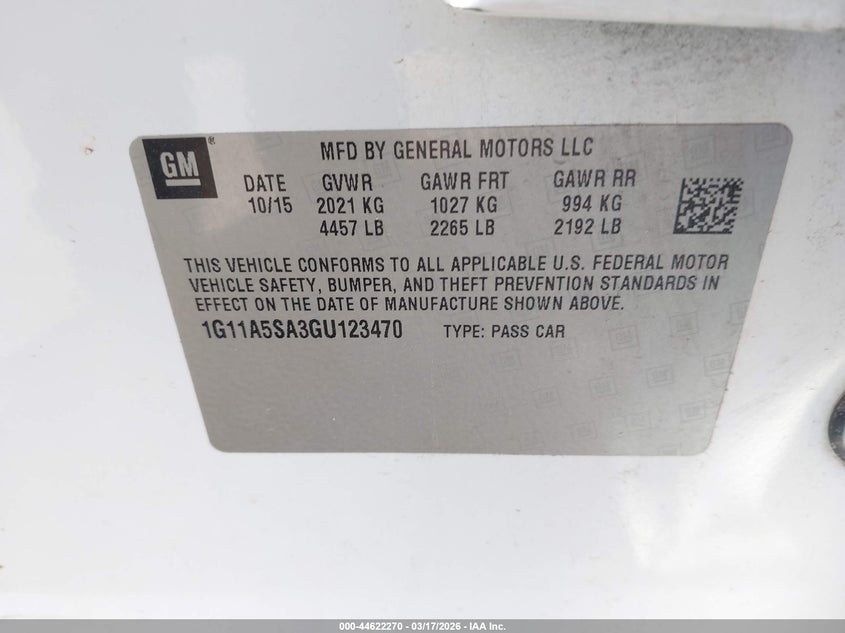 GM®
MFD BY GENERAL MOTORS LLC
DATE GVWR GAWR FRT GAWR RR
10/15 2021 KG 1027 KG 994 KG
4457 LB 2265 LB 2192 LB
THIS VEHICLE CONFORMS TO ALL APPLICABLE U.S. FEDERAL MOTOR
VEHICLE SAFETY, BUMPER, AND THEFT PREVENTION STANDARDS IN
EFFECT ON THE DATE OF MANUFACTURE SHOWN ABOVE.
1G11A5SA3GU123470 TYPE: PASS CAR
000-44622270 - 03/17/2026 - IAA Inc.